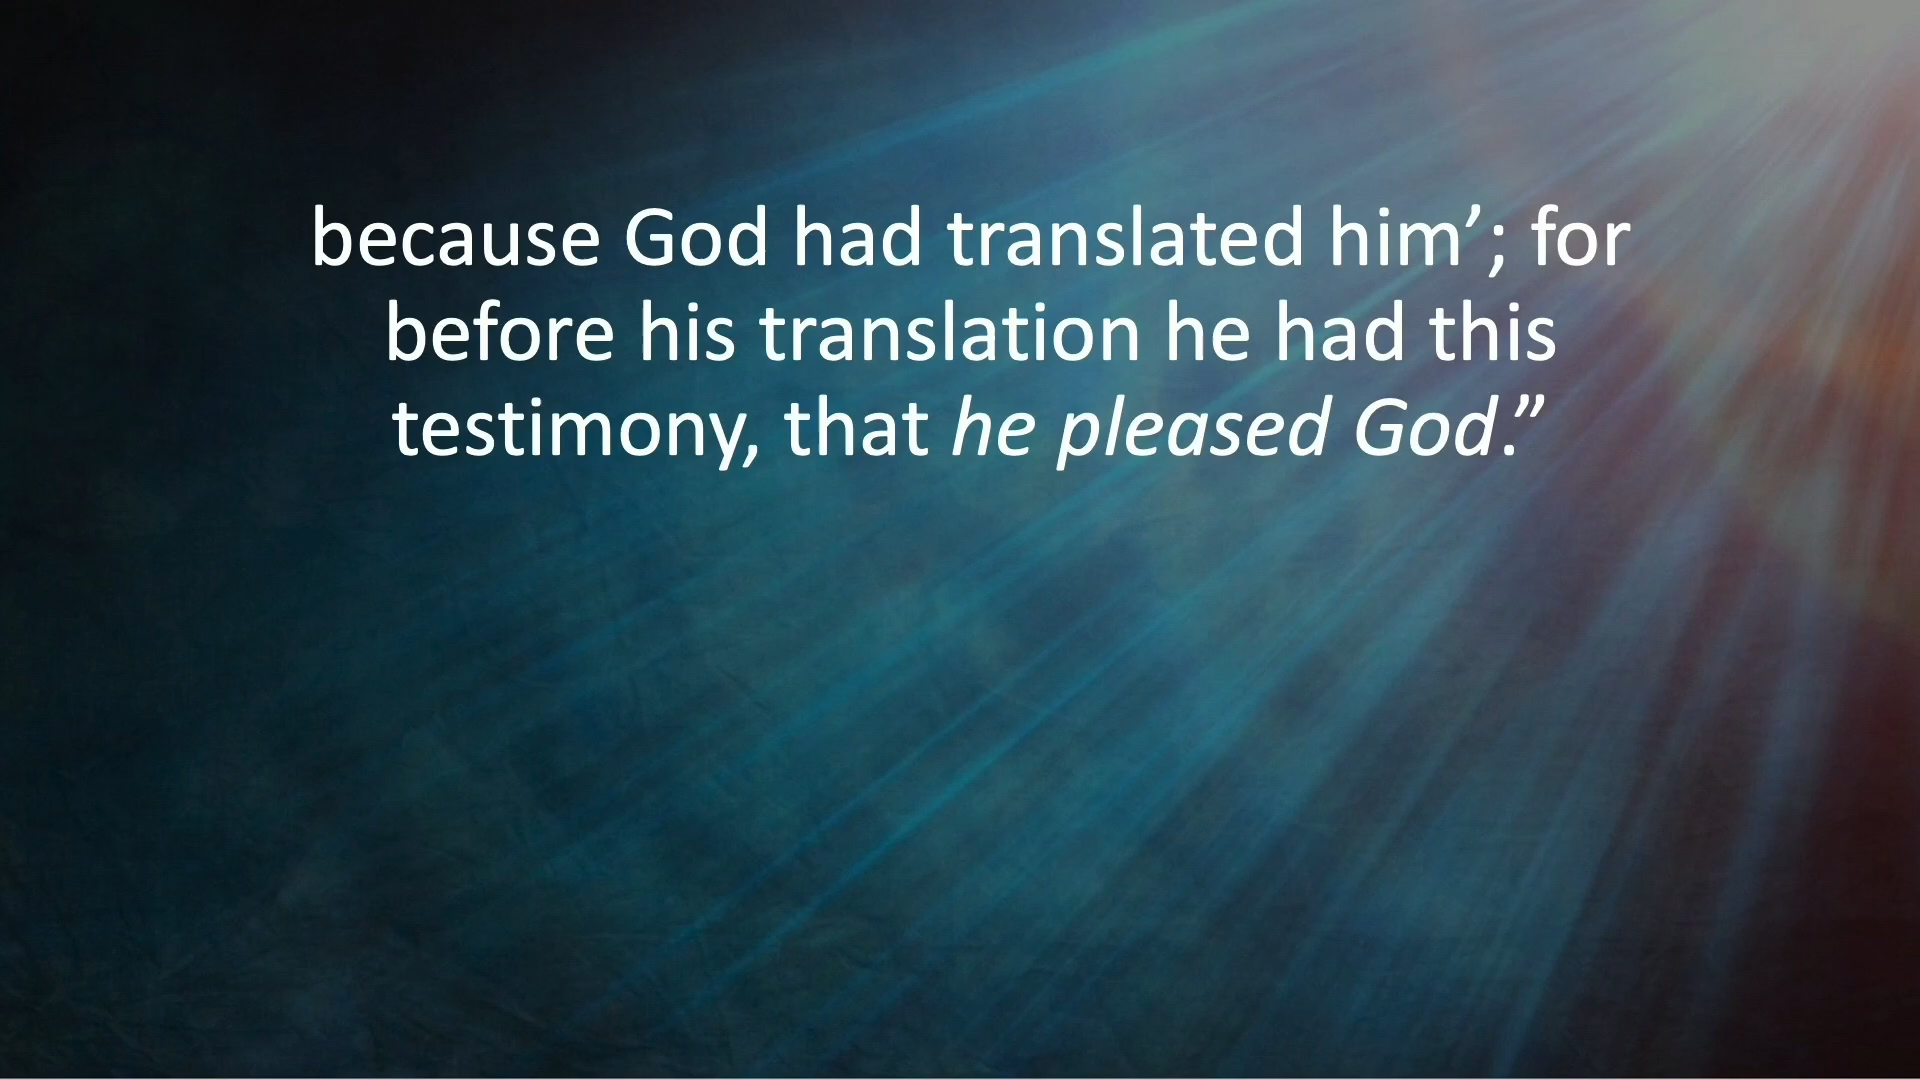 because God had translated him’; for
before his translation he had this
testimony, that he pleased God.”